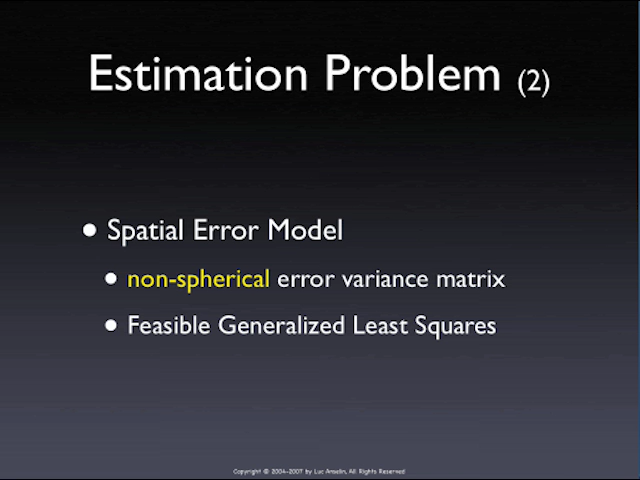 Estimation Problem (2)
• Spatial Error Model
• non-spherical error variance matrix
• Feasible Generalized Least Squares
Copyright © 2004-2007 by Luc Anselin, All Rights Reserved